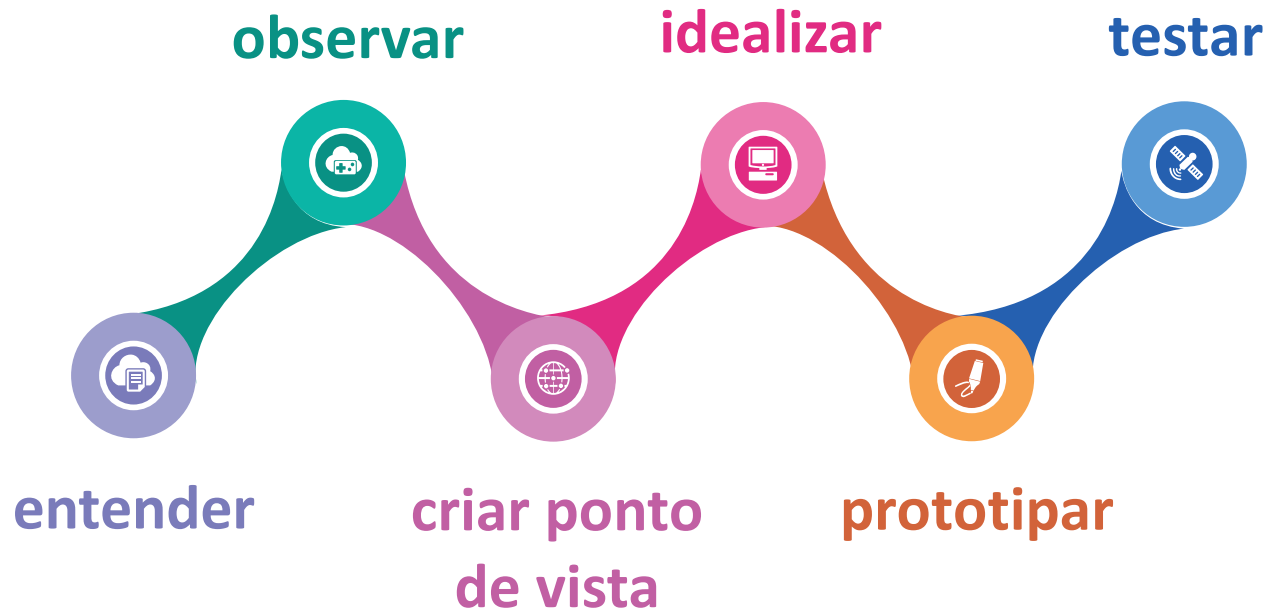 observar
idealizar
testar
entender
criar ponto
de vista
prototipar